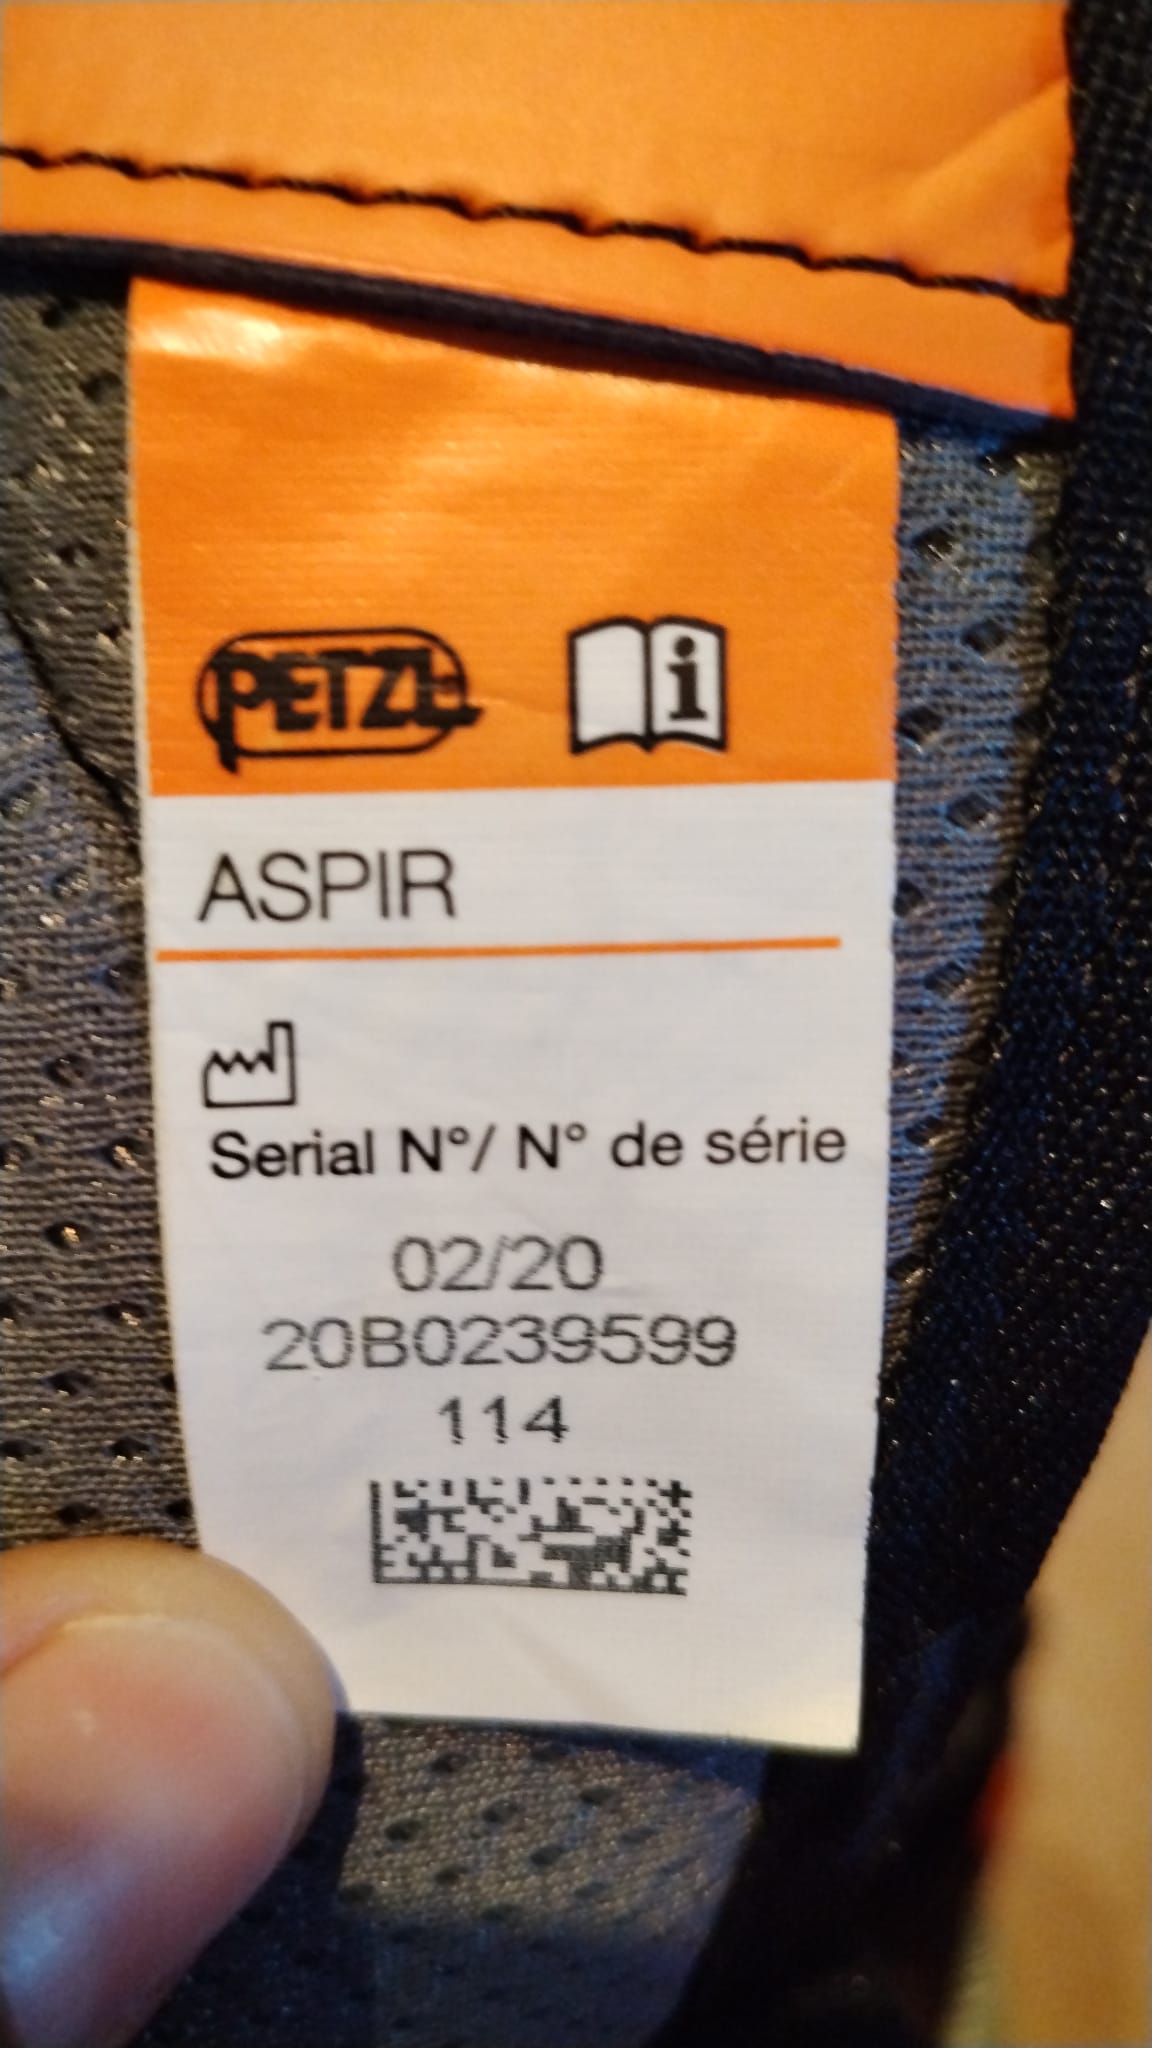 PETZL i
ASPIR
Serial N°/ N° de série
02/20
20B0239599
114